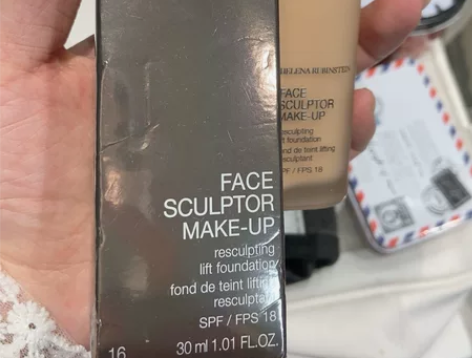 FACE
SCULPTOR
MAKE-UP
resculpting
lift foundation
fond de teint lifting
resculptant
SPF / FPS 18
30 ml 1.01 FL.OZ.
16
HELENA RUBINSTEIN
FACE
SCULPTOR
MAKE-UP
resculpting
lift foundation
fond de teint lifting
resculptant
SPF / FPS 18